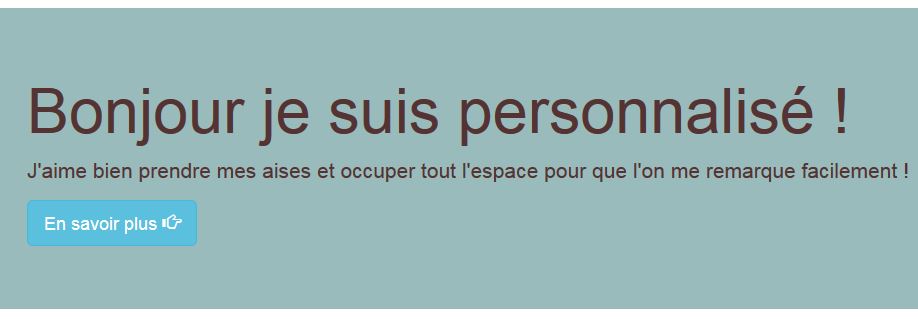 Bonjour je suis personnalisé !
J'aime bien prendre mes aises et occuper tout l'espace pour que l'on me remarque facilement !
En savoir plus